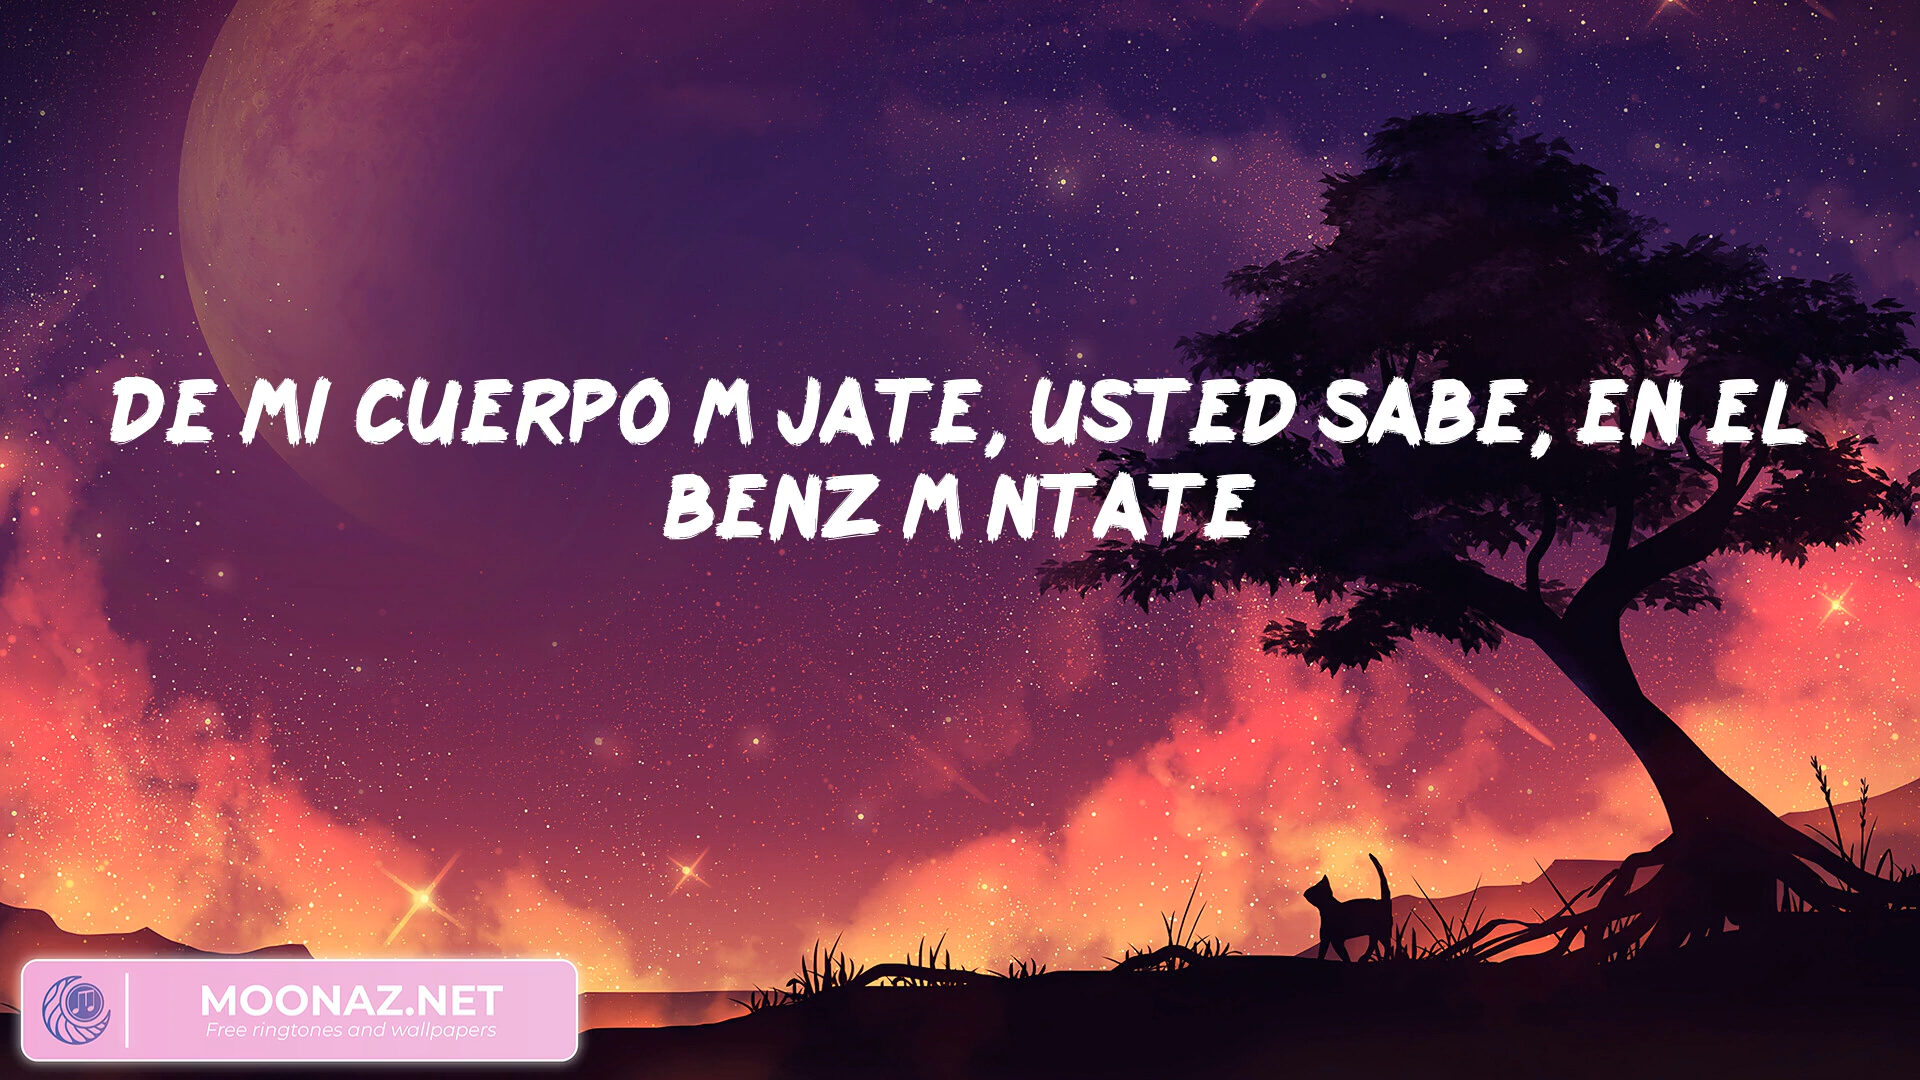 DE MI CUERPO M JATE, USTED SABE, EN EL
BENZ M NTATE
MOONAZ.NET
Free ringtones and wallpapers